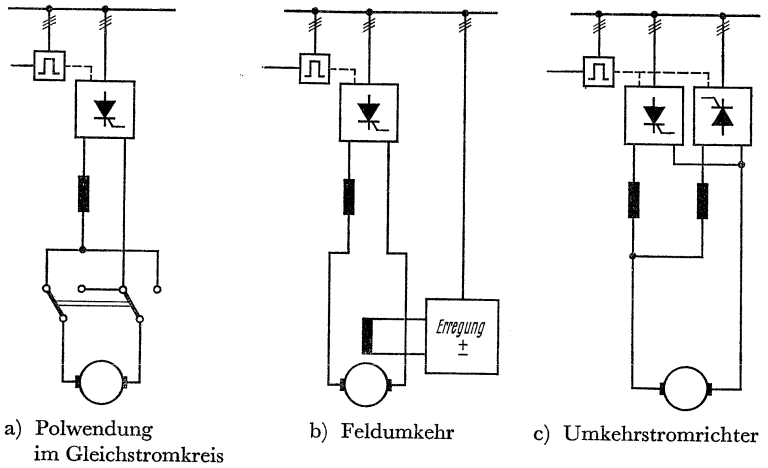 Erregung
±
a) Polwendung
im Gleichstromkreis
b) Feldumkehr
c) Umkehrstromrichter